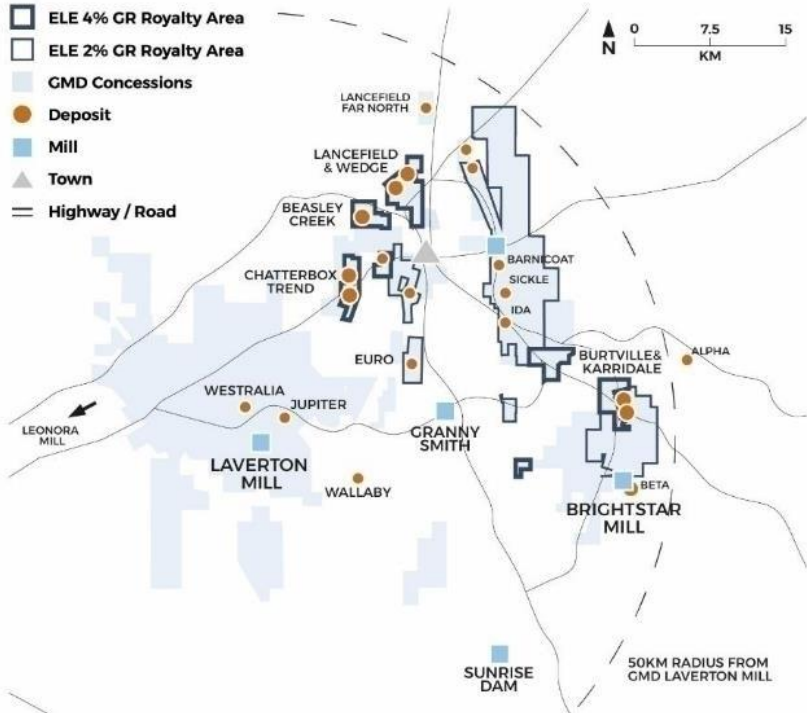 ELE 4% GR Royalty Area
ELE 2% GR Royalty Area
GMD Concessions
Deposit
Mill
Town
Highway / Road
N
0 7.5 15
KM
LANCEFIELD
FAR NORTH
LANCEFIELD
& WEDGE
BEASLEY
CREEK
BARNICOAT
CHATTERBOX
TREND
SICKLE
IDA
EURO
BURTVILLE&
KARRIDALE
ALPHA
WESTRALIA
JUPITER
LEONORA
MILL
GRANNY
SMITH
LAVERTON
MILL
WALLABY
BETA
BRIGHTSTAR
MILL
SUNRISE
DAM
50KM RADIUS FROM
GMD LAVERTON MILL